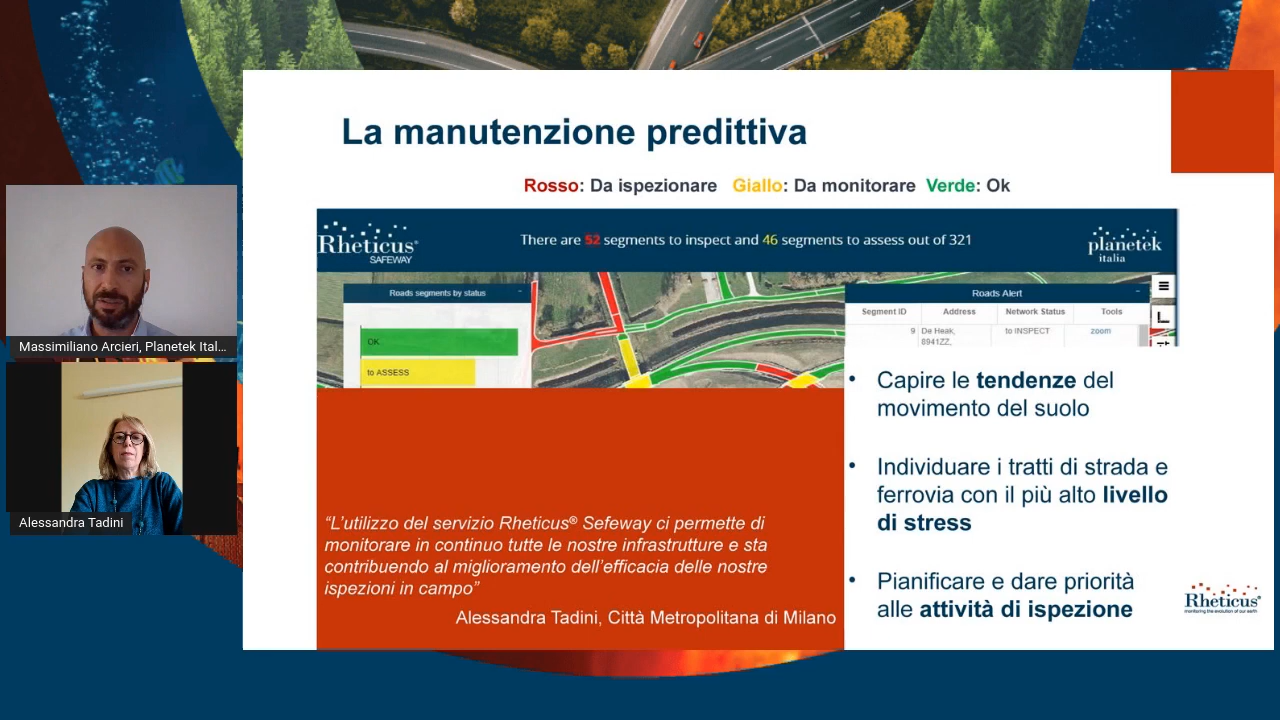 La manutenzione predittiva
Rosso: Da ispezionare Giallo: Da monitorare Verde: Ok
Rheticus®
SAFEWAY
There are 52 segments to inspect and 46 segments to assess out of 321
planetek
italia
Roads segments by status
OK
to ASSESS
Roads Alert
Segment ID Address Network Status Tools
9 De Heak, to INSPECT zoom
8941ZZ,
Massimiliano Arcieri, Planetek Ital...
Alessandra Tadini
“L’utilizzo del servizio Rheticus® Sefeway ci permette di
monitorare in continuo tutte le nostre infrastrutture e sta
contribuendo al miglioramento dell’efficacia delle nostre
ispezioni in campo”
Alessandra Tadini, Città Metropolitana di Milano
• Capire le tendenze del
movimento del suolo
• Individuare i tratti di strada e
ferrovia con il più alto livello
di stress
• Pianificare e dare priorità
alle attività di ispezione
Rheticus®
monitoring the evolution of our earth